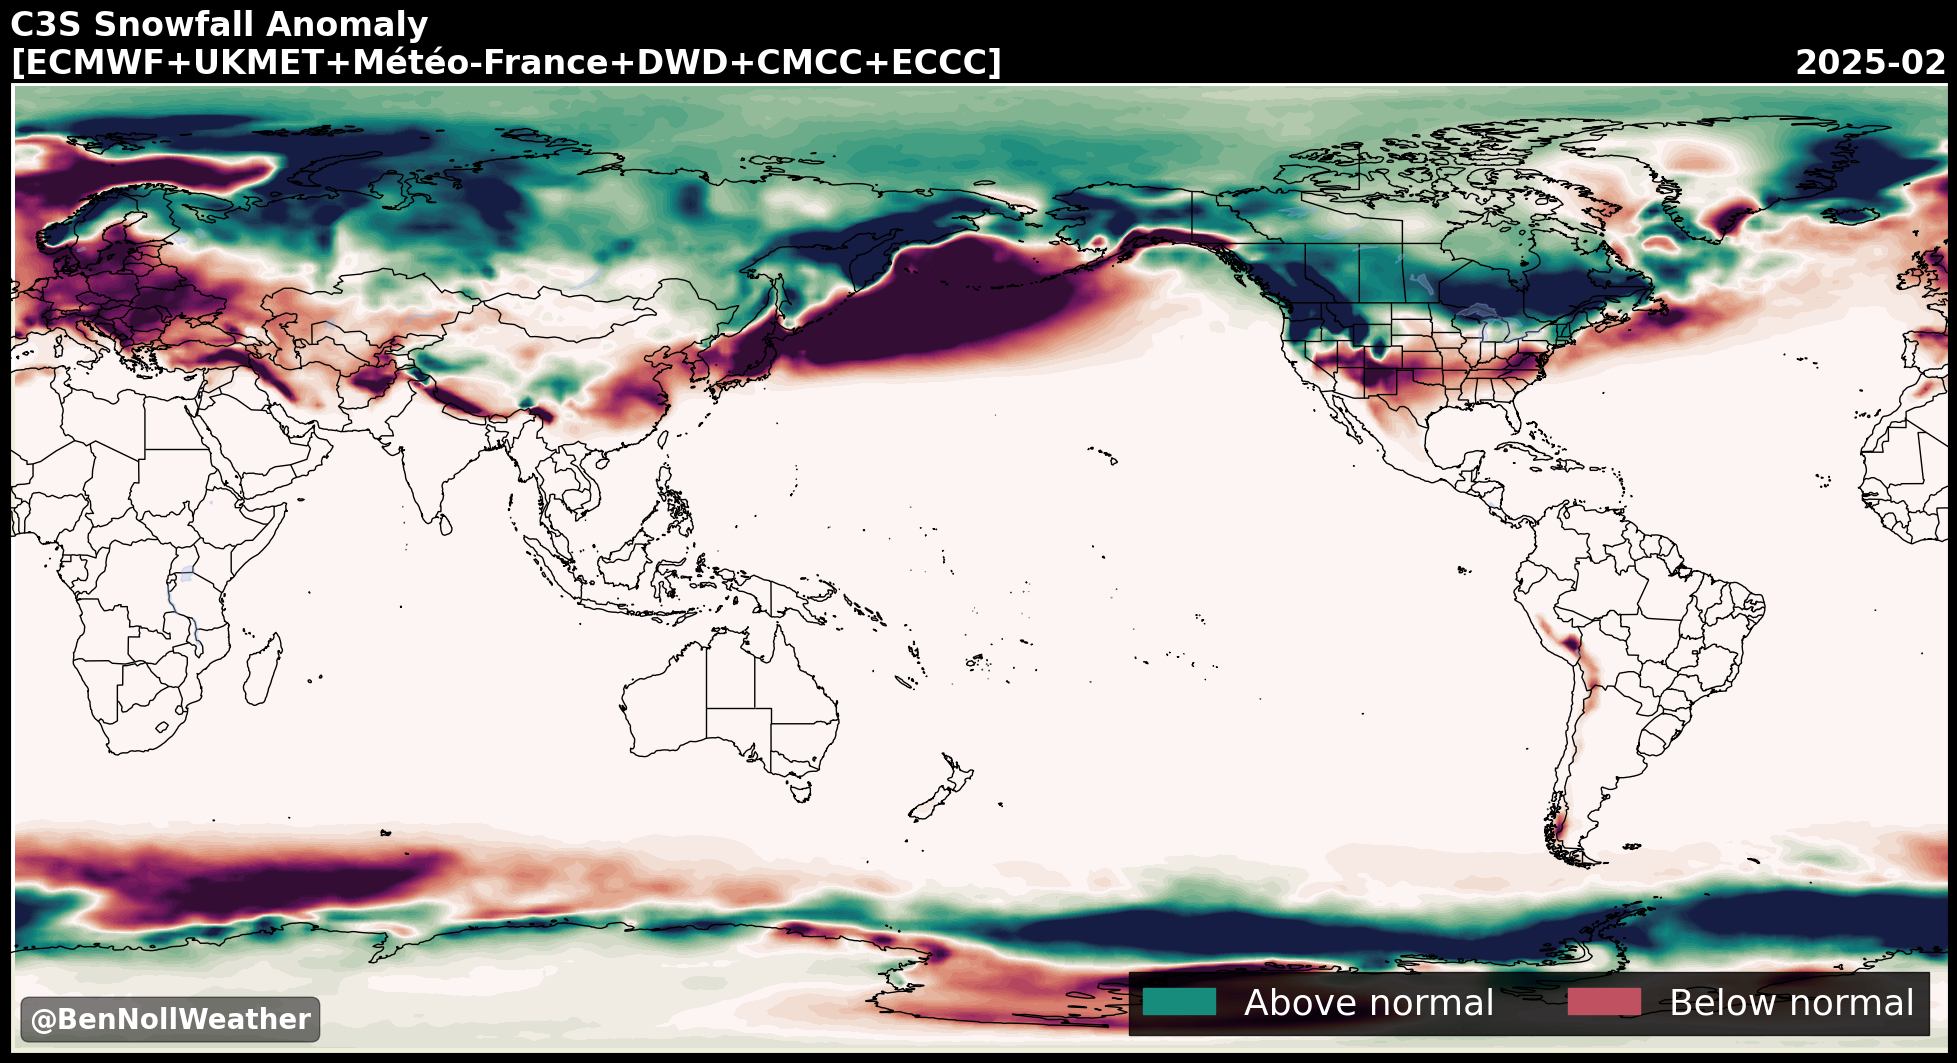 C3S Snowfall Anomaly
[ECMWF+UKMET+Météo-France+DWD+CMCC+ECCC]
2025-02
@BenNollWeather
Above normal
Below normal